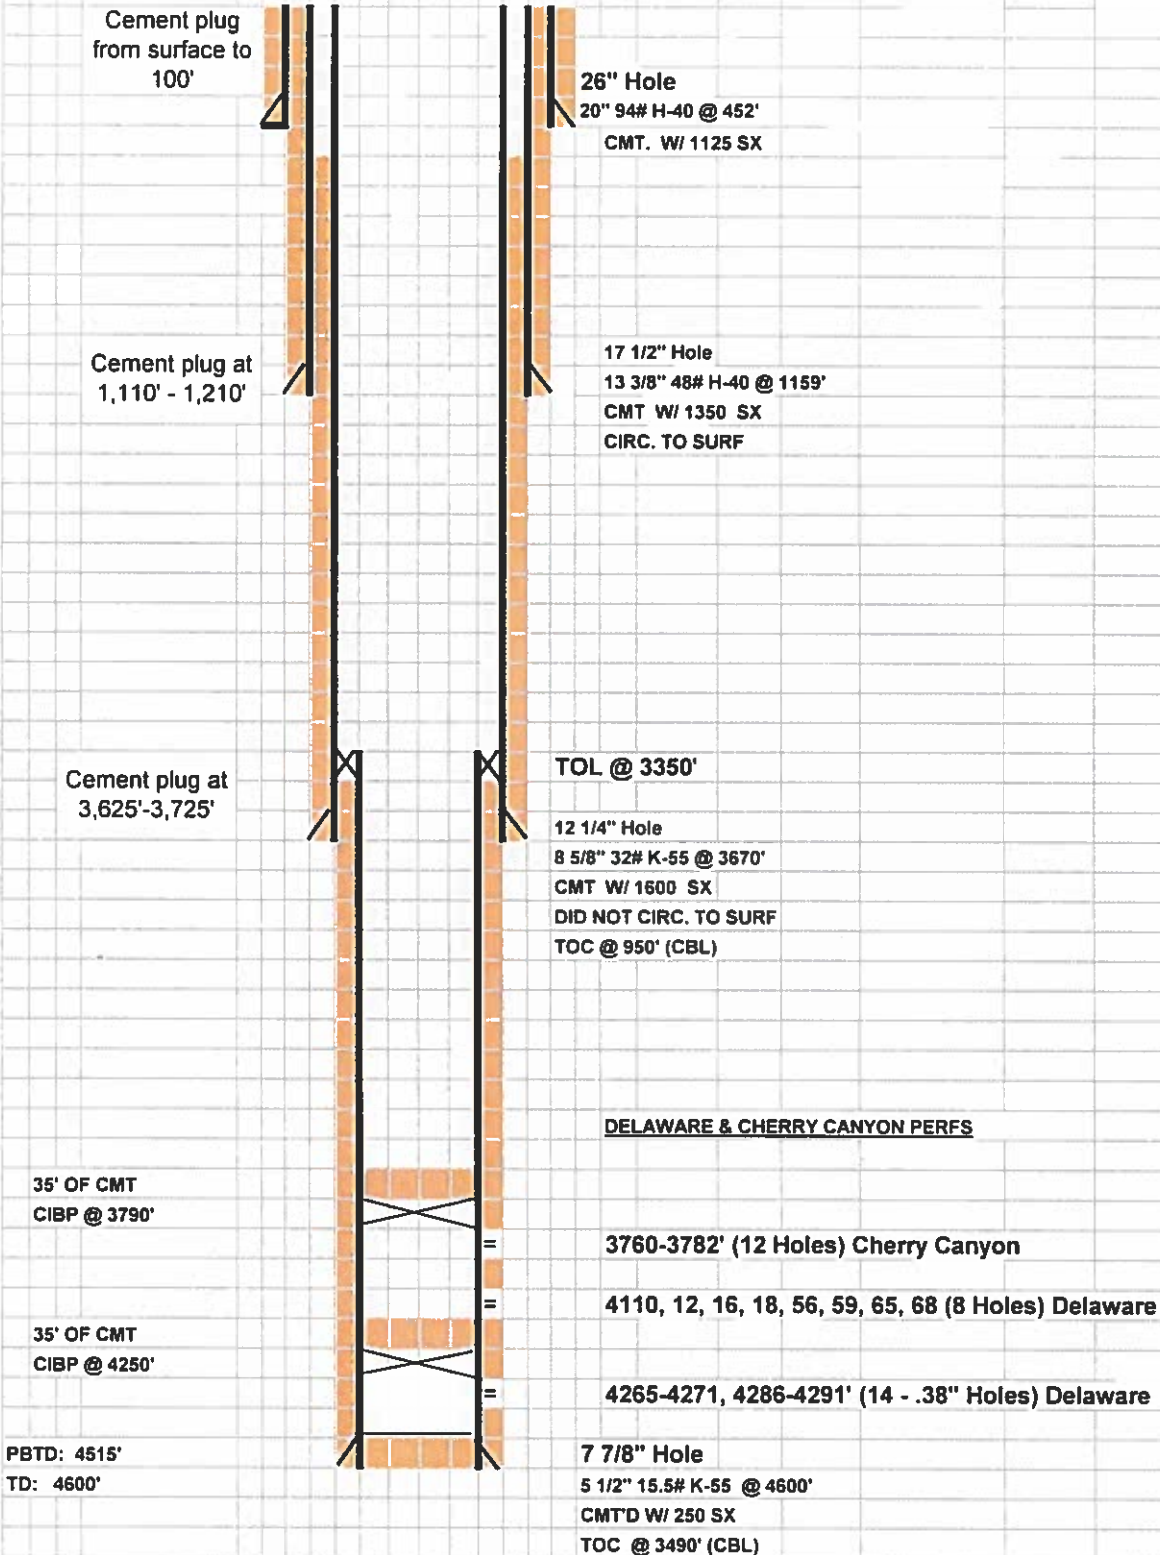 Cement plug
from surface to
100'
26" Hole
20" 94# H-40 @ 452'
CMT. W/ 1125 SX
Cement plug at
1,110' - 1,210'
17 1/2" Hole
13 3/8" 48# H-40 @ 1159'
CMT W/ 1350 SX
CIRC. TO SURF
Cement plug at
3,625'-3,725'
TOL @ 3350'
12 1/4" Hole
8 5/8" 32# K-55 @ 3670'
CMT W/ 1600 SX
DID NOT CIRC. TO SURF
TOC @ 950' (CBL)
DELAWARE & CHERRY CANYON PERFS
35' OF CMT
CIBP @ 3790'
= 3760-3782' (12 Holes) Cherry Canyon
= 4110, 12, 16, 18, 56, 59, 65, 68 (8 Holes) Delaware
35' OF CMT
CIBP @ 4250'
= 4265-4271, 4286-4291' (14 - .38" Holes) Delaware
PBTD: 4515'
TD: 4600'
7 7/8" Hole
5 1/2" 15.5# K-55 @ 4600'
CMT'D W/ 250 SX
TOC @ 3490' (CBL)